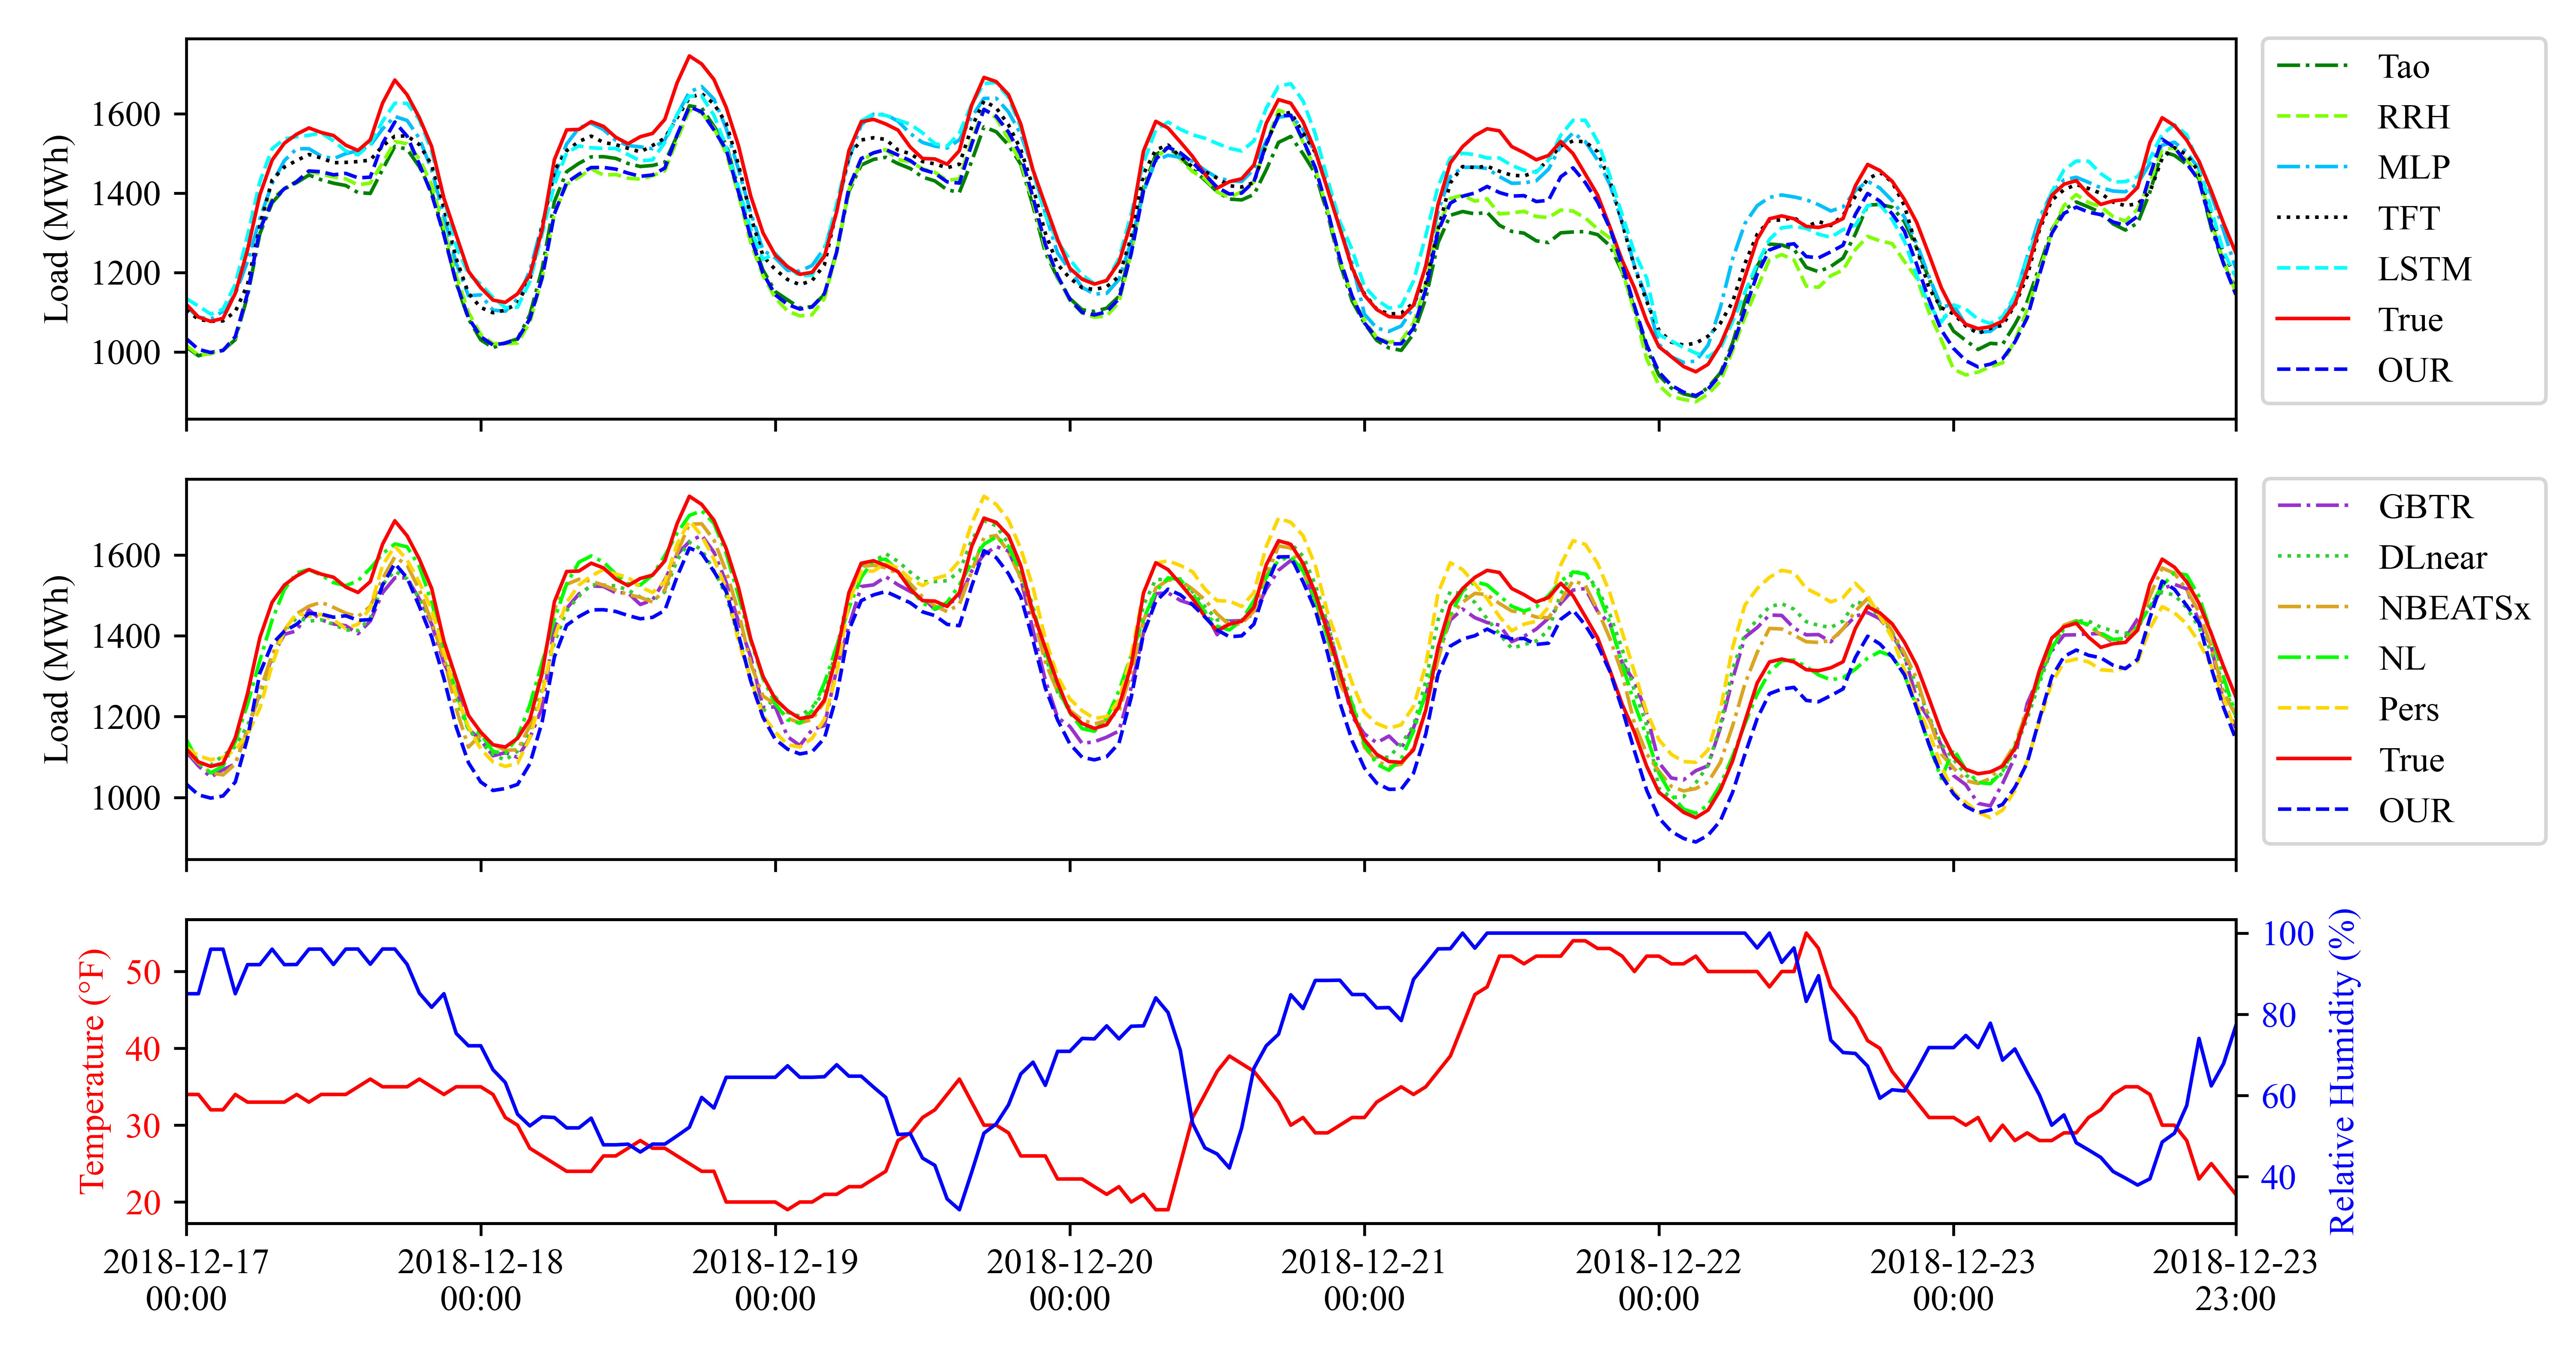 Load (MWh)
1600
1400
1200
1000
Tao
RRH
MLP
TFT
LSTM
True
OUR
Load (MWh)
1600
1400
1200
1000
GBTR
DLnear
NBEATSx
NL
Pers
True
OUR
Temperature (°F)
50
40
30
20
100
80
60
40
Relative Humidity (%)
2018-12-17 2018-12-18 2018-12-19 2018-12-20 2018-12-21 2018-12-22 2018-12-23 2018-12-23
00:00 00:00 00:00 00:00 00:00 00:00 00:00 23:00